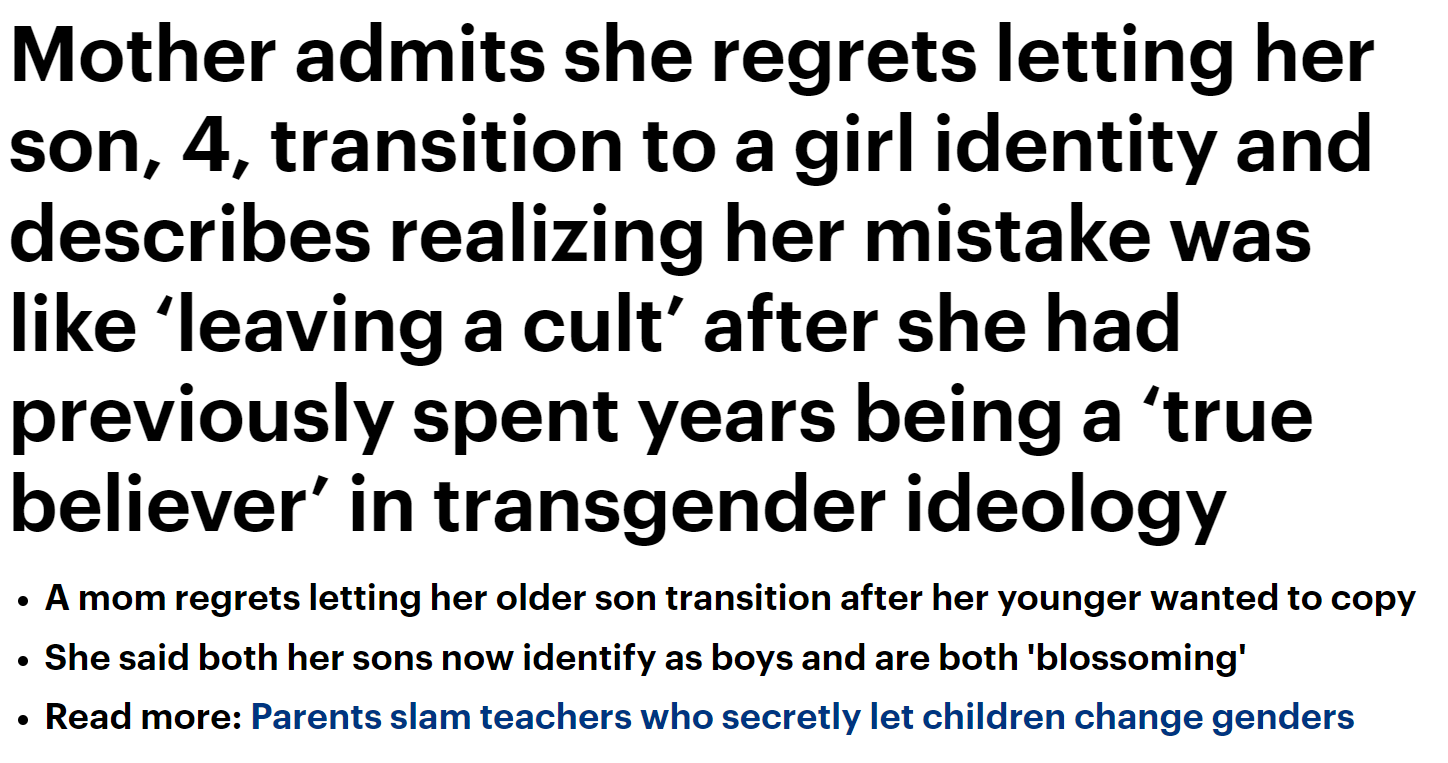 Mother admits she regrets letting her
son, 4, transition to a girl identity and
describes realizing her mistake was
like ‘leaving a cult’ after she had
previously spent years being a ‘true
believer’ in transgender ideology
• A mom regrets letting her older son transition after her younger wanted to copy
• She said both her sons now identify as boys and are both 'blossoming'
• Read more: Parents slam teachers who secretly let children change genders